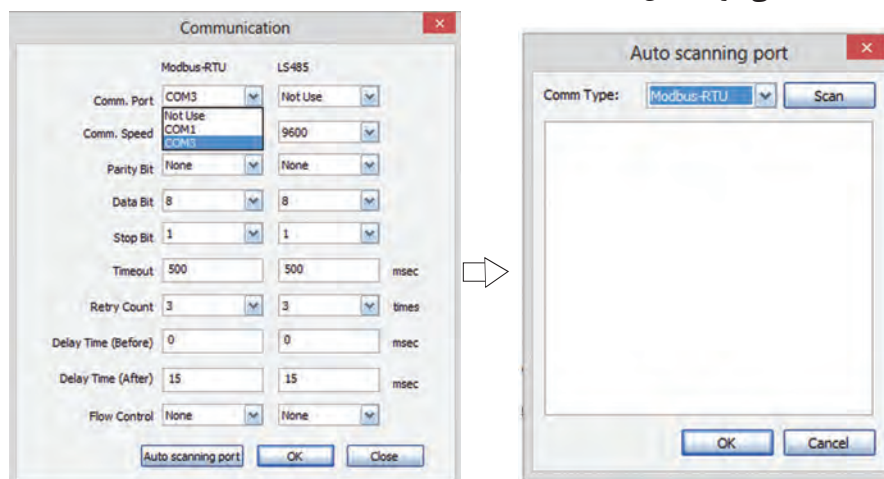 Communication
Modbus-RTU LS485
Comm. Port COM3 Not Use
Not Use
COM1
COM3
Comm. Speed 9600
Parity Bit None None
Data Bit 8 8
Stop Bit 1 1
Timeout 500 500 msec
Retry Count 3 3 times
Delay Time (Before) 0 0 msec
Delay Time (After) 15 15 msec
Flow Control None None
Auto scanning port OK Close
Auto scanning port
Comm Type: Modbus-RTU Scan
OK Cancel